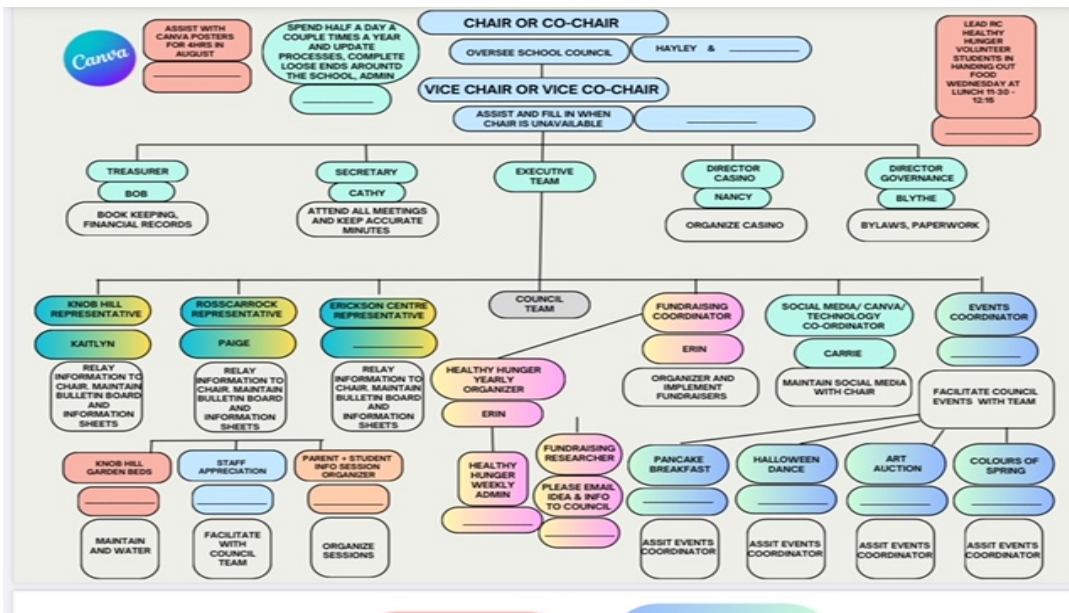 Canva
ASSIST WITH
CANVA POSTERS
FOR 4HRS IN
AUGUST
SPEND HALF A DAY A
COUPLE TIMES A YEAR
AND UPDATE
PROCESSES, COMPLETE
LOOSE ENDS AROUNTD
THE SCHOOL, ADMIN
CHAIR OR CO-CHAIR
OVERSEE SCHOOL COUNCIL
HAYLEY &
VICE CHAIR OR VICE CO-CHAIR
ASSIST AND FILL IN WHEN
CHAIR IS UNAVAILABLE
LEAD RC
HEALTHY
HUNGER
VOLUNTEER
STUDENTS IN
HANDING OUT
FOOD
WEDNESDAY AT
LUNCH 11-30 -
12:15
TREASURER
BOB
BOOK KEEPING,
FINANCIAL RECORDS
SECRETARY
CATHY
ATTEND ALL MEETINGS
AND KEEP ACCURATE
MINUTES
EXECUTIVE
TEAM
DIRECTOR
CASINO
NANCY
ORGANIZE CASINO
DIRECTOR
GOVERNANCE
BLYTHE
BYLAWS, PAPERWORK
KNOB HILL
REPRESENTATIVE
KAITLYN
RELAY
INFORMATION TO
CHAIR. MAINTAIN
BULLETIN BOARD
AND
INFORMATION
SHEETS
ROSSCARROCK
REPRESENTATIVE
PAIGE
RELAY
INFORMATION TO
CHAIR. MAINTAIN
BULLETIN BOARD
AND
INFORMATION
SHEETS
ERICKSON CENTRE
REPRESENTATIVE
RELAY
INFORMATION TO
CHAIR. MAINTAIN
BULLETIN BOARD
AND
INFORMATION
SHEETS
COUNCIL
TEAM
FUNDRAISING
COORDINATOR
ERIN
ORGANIZER AND
IMPLEMENT
FUNDRAISERS
SOCIAL MEDIA/ CANVA/
TECHNOLOGY
CO-ORDINATOR
CARRIE
MAINTAIN SOCIAL MEDIA
WITH CHAIR
EVENTS
COORDINATOR
FACILITATE COUNCIL
EVENTS WITH TEAM
HEALTHY HUNGER
YEARLY
ORGANIZER
ERIN
HEALTHY
HUNGER
WEEKLY
ADMIN
FUNDRAISING
RESEARCHER
PLEASE EMAIL
IDEA & INFO
TO COUNCIL
KNOB HILL
GARDEN BEDS
MAINTAIN
AND WATER
STAFF
APPRECIATION
FACILITATE
WITH
COUNCIL
TEAM
PARENT + STUDENT
INFO SESSION
ORGANIZER
ORGANIZE
SESSIONS
PANCAKE
BREAKFAST
ASSIT EVENTS
COORDINATOR
HALLOWEEN
DANCE
ASSIT EVENTS
COORDINATOR
ART
AUCTION
ASSIT EVENTS
COORDINATOR
COLOURS OF
SPRING
ASSIT EVENTS
COORDINATOR